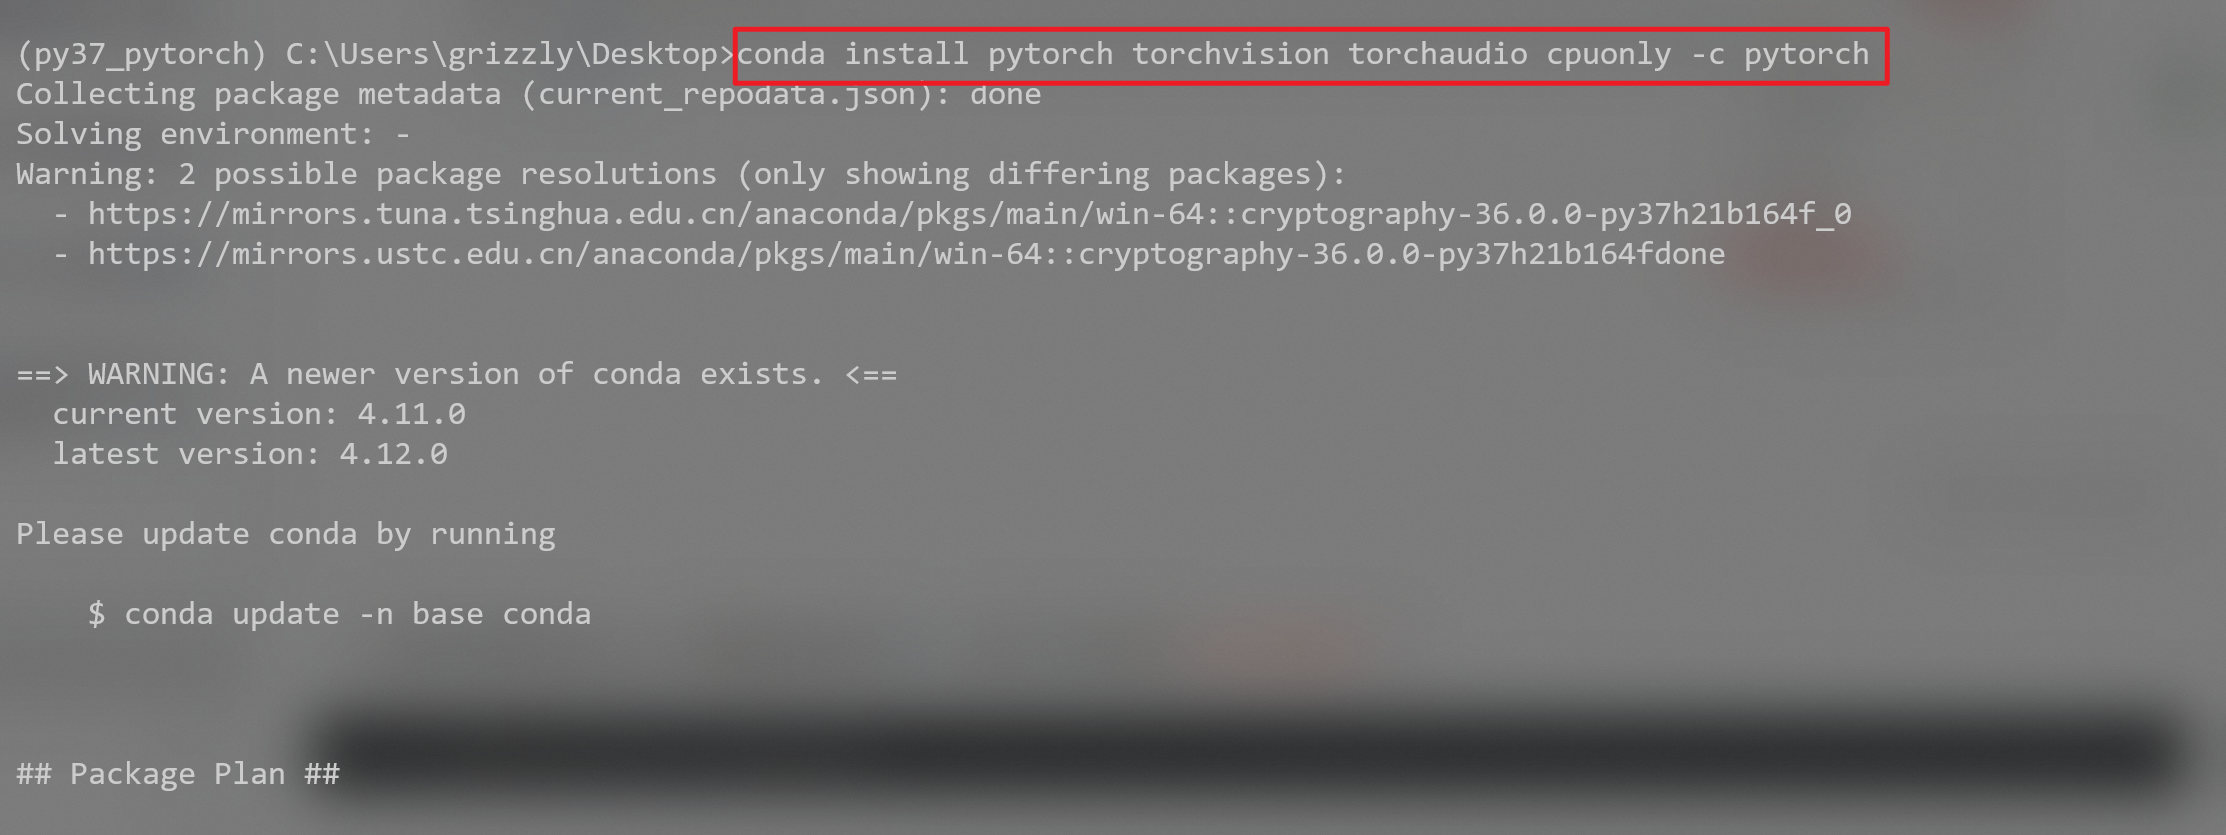 (py37_pytorch) C:\Users\grizzly\Desktop>conda install pytorch torchvision torchaudio cpuonly -c pytorch
Collecting package metadata (current_repodata.json): done
Solving environment: -
Warning: 2 possible package resolutions (only showing differing packages):
  - https://mirrors.tuna.tsinghua.edu.cn/anaconda/pkgs/main/win-64::cryptography-36.0.0-py37h21b164f_0
  - https://mirrors.ustc.edu.cn/anaconda/pkgs/main/win-64::cryptography-36.0.0-py37h21b164fdone
==> WARNING: A newer version of conda exists. <==
  current version: 4.11.0
  latest version: 4.12.0
Please update conda by running
    $ conda update -n base conda
## Package Plan ##